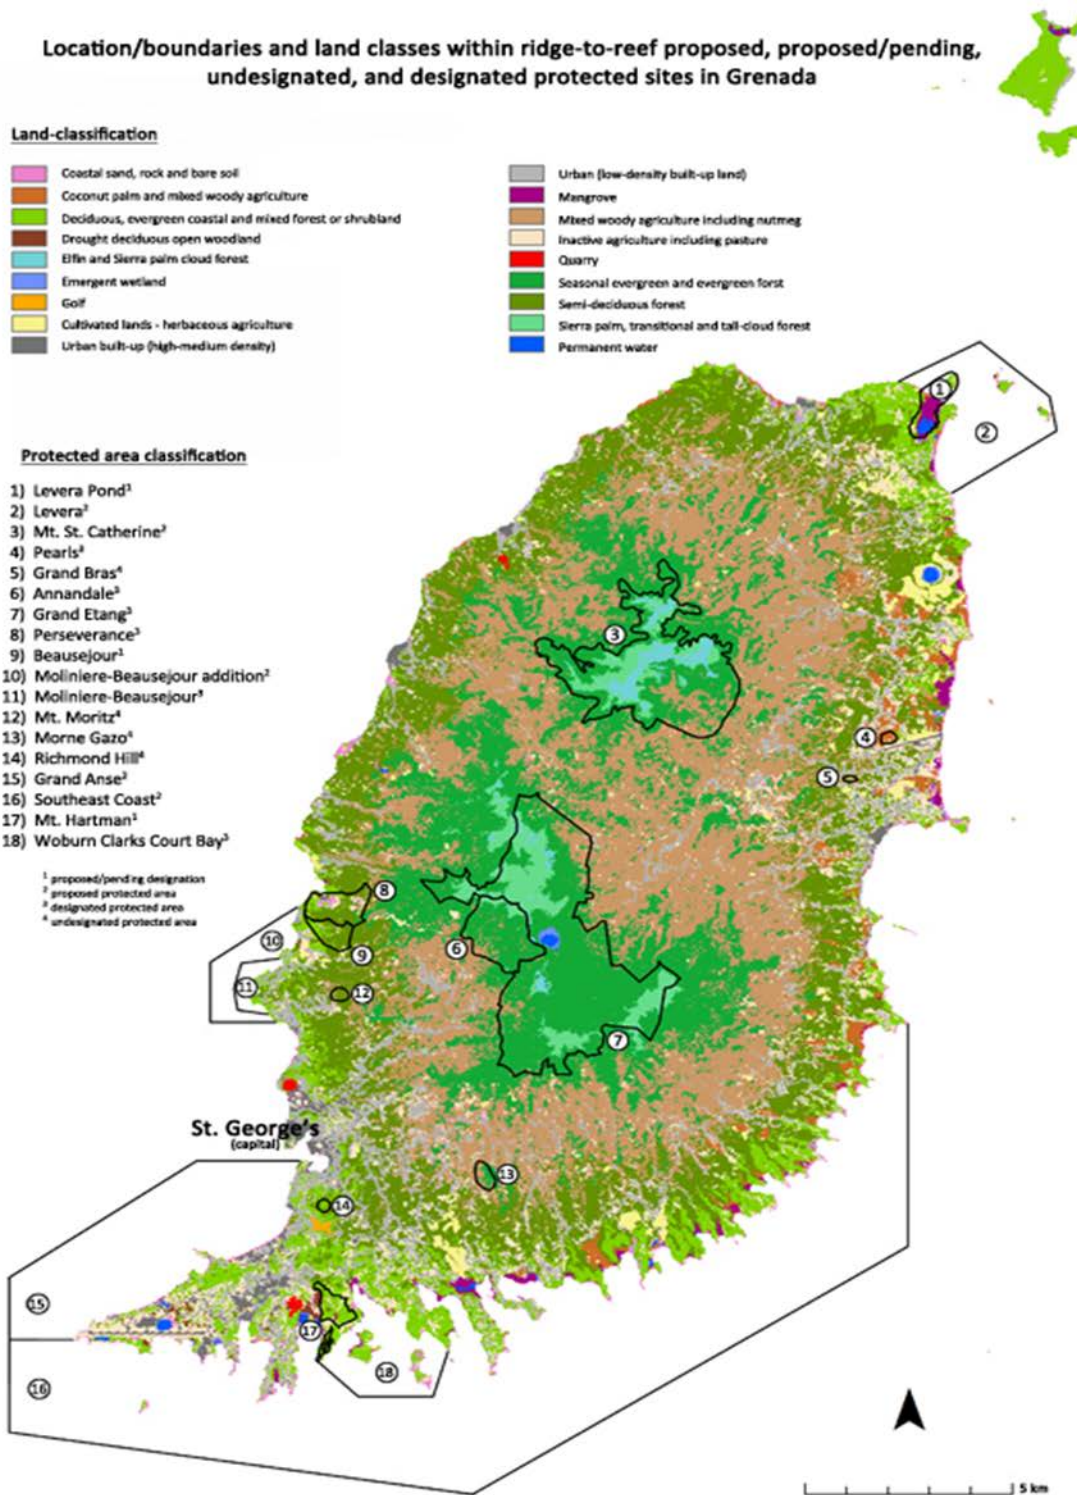 Location/boundaries and land classes within ridge-to-reef proposed, proposed/pending,
undesignated, and designated protected sites in Grenada
Land-classification
Coastal sand, rock and bare soil
Coconut palm and mixed woody agriculture
Deciduous, evergreen coastal and mixed forest or shrubland
Drought deciduous open woodland
Elfin and Sierra palm cloud forest
Emergent wetland
Golf
Cultivated lands - herbaceous agriculture
Urban built-up (high-medium density)
Urban (low-density built-up land)
Mangrove
Mixed woody agriculture including nutmeg
Inactive agriculture including pasture
Quarry
Seasonal evergreen and evergreen forst
Semi-deciduous forest
Sierra palm, transitional and tall-cloud forest
Permanent water
Protected area classification
1) Levera Pond¹
2) Levera²
3) Mt. St. Catherine²
4) Pearls³
5) Grand Bras⁴
6) Annandale³
7) Grand Etang³
8) Perseverance³
9) Beausejour¹
10) Moliniere-Beausejour addition²
11) Moliniere-Beausejour³
12) Mt. Moritz⁴
13) Morne Gazo⁴
14) Richmond Hill⁴
15) Grand Anse²
16) Southeast Coast²
17) Mt. Hartman¹
18) Woburn Clarks Court Bay³
¹ proposed/pending designation
² proposed protected area
³ designated protected area
⁴ undesignated protected area
1
2
3
4
5
8
6
10
9
11
12
7
St. George's
(capital)
13
14
15
17
18
16
5 km